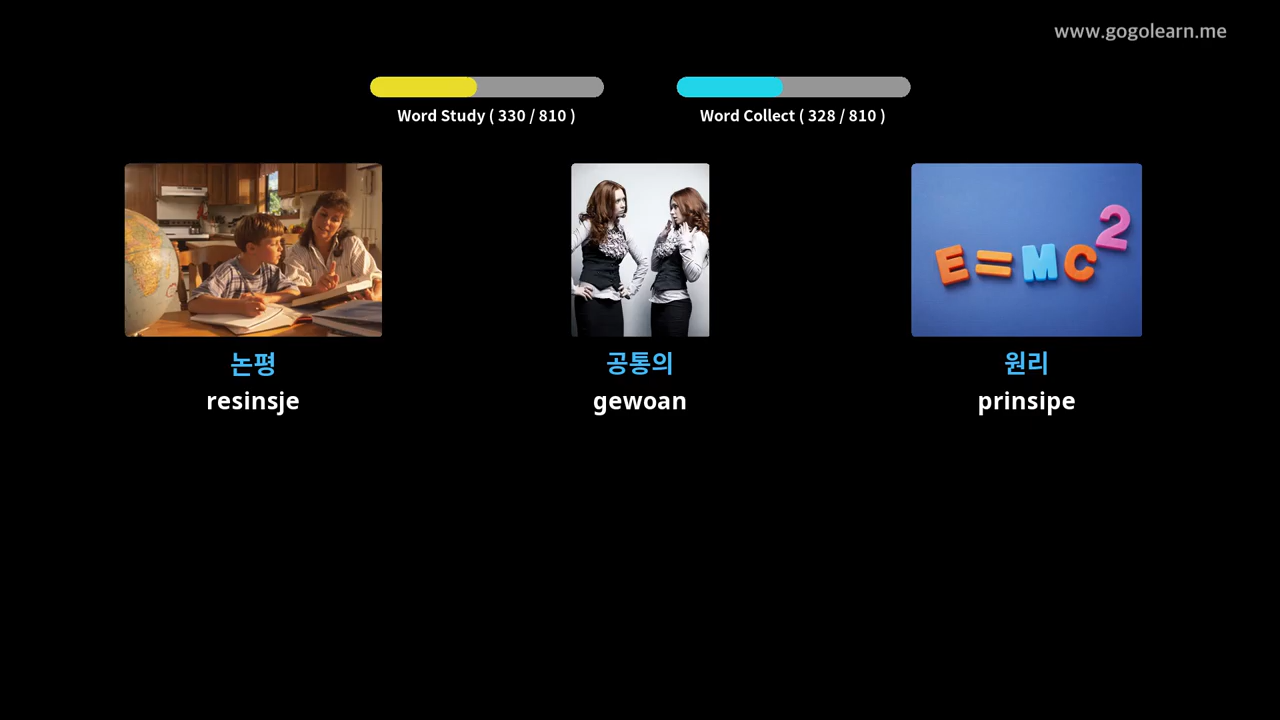 www.gogolearn.me
Word Study ( 330 / 810 )
Word Collect ( 328 / 810 )
E=MC2
논평
resinsje
공통의
gewoan
원리
prinsipe